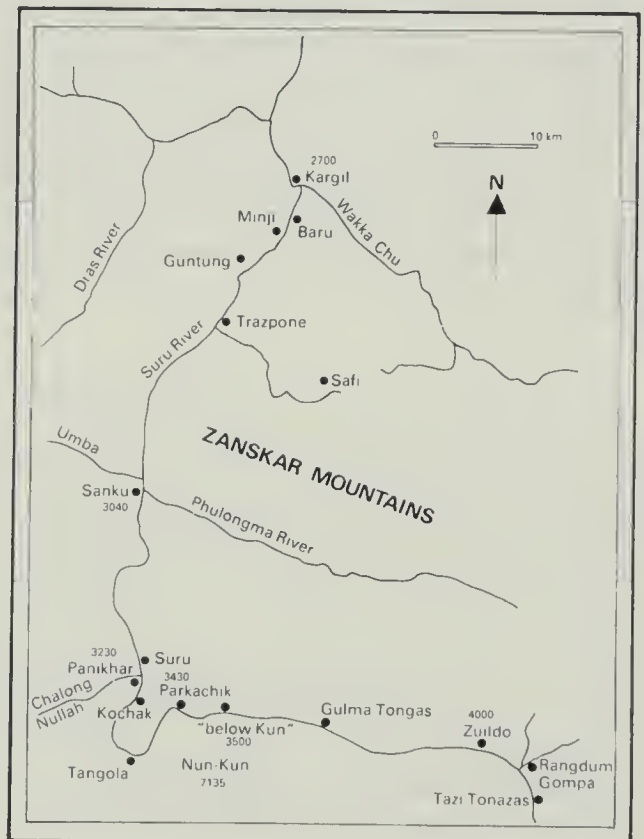 0 10 km
N
2700
Kargil
Minji
Baru
Wakka Chu
Guntung
Dras River
Trazpone
Suru River
Safi
ZANSKAR MOUNTAINS
Umba
Sanku
3040
Phulongma River
Suru
3230
Panikhar
3430
Parkachik
Chalong
Nullah
Kochak
"below Kun"
3500
Gulma Tongas
4000
Zuildo
Tangola
Nun-Kun
7135
Rangdum
Gompa
Tazi Tonazas